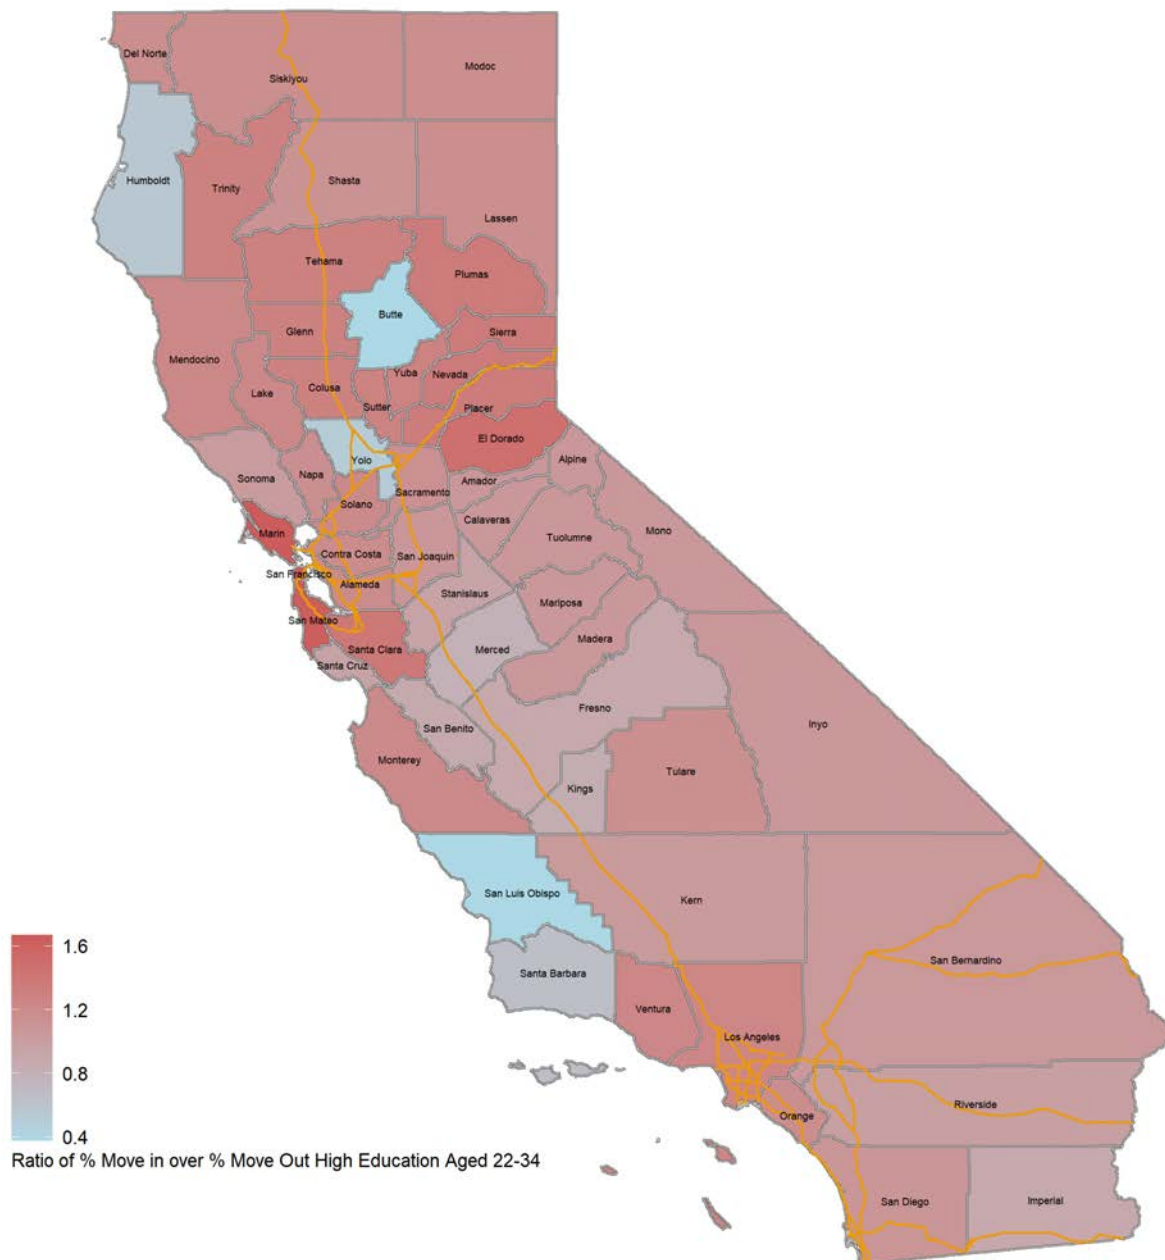 Del Norte
Siskiyou
Modoc
Humboldt
Trinity
Shasta
Lassen
Tehama
Plumas
Butte
Glenn
Sierra
Mendocino
Lake
Colusa
Yuba
Nevada
Sutter
Placer
El Dorado
Yolo
Sonoma
Napa
Sacramento
Amador
Alpine
Solano
Calaveras
Mono
Marin
Contra Costa
San Joaquin
Tuolumne
San Francisco
Alameda
Stanislaus
Mariposa
San Mateo
Santa Clara
Merced
Madera
Santa Cruz
Fresno
San Benito
Inyo
Monterey
Kings
Tulare
San Luis Obispo
Kern
Santa Barbara
San Bernardino
Ventura
Los Angeles
Orange
Riverside
San Diego
Imperial
1.6
1.2
0.8
0.4
Ratio of % Move in over % Move Out High Education Aged 22-34